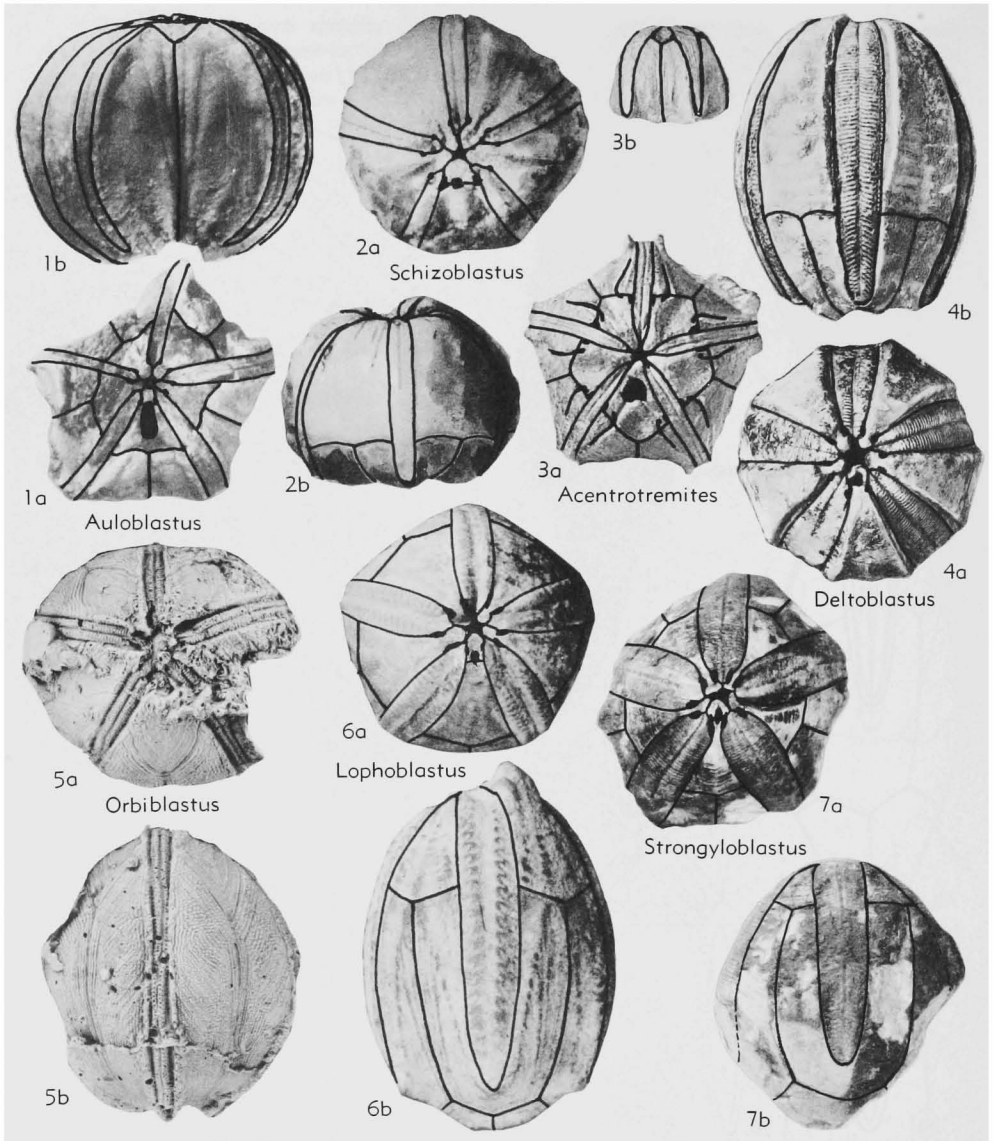 1b
2a
Schizoblastus
3b
4b
1a
Auloblastus
2b
3a
Acentrotremites
4a
Deltoblastus
5a
Orbiblastus
6a
Lophoblastus
7a
Strongyloblastus
5b
6b
7b